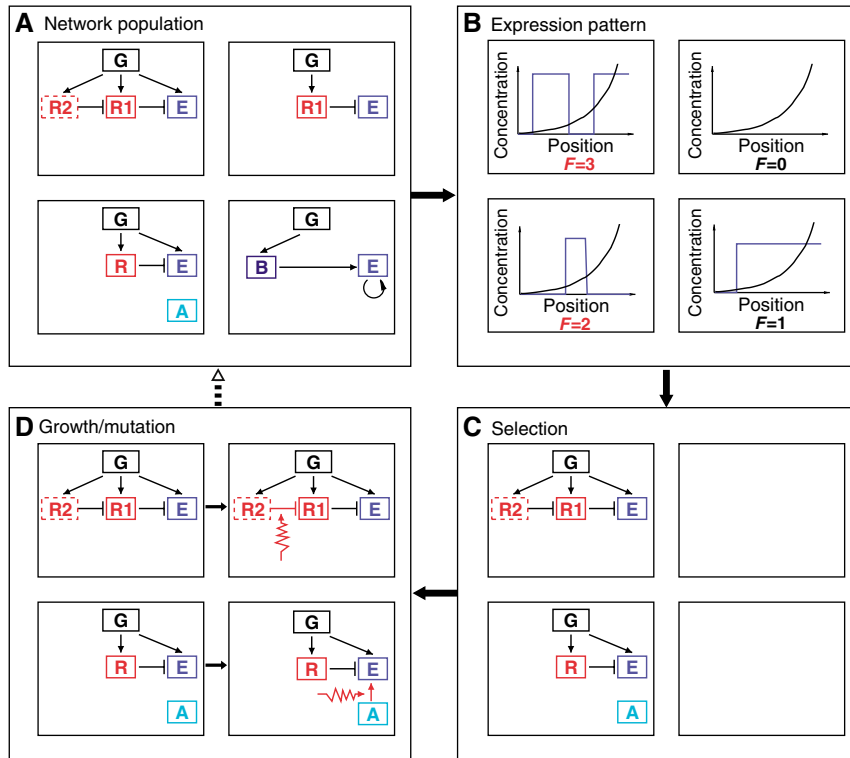 A Network population
G
R2 R1 E
G
R1 E
G
R E
A
G
B E
B Expression pattern
Concentration
Position
F=3
Concentration
Position
F=0
Concentration
Position
F=2
Concentration
Position
F=1
D Growth/mutation
G
R2 R1 E
G
R2 R1 E
G
R E
A
G
R E
A
C Selection
G
R2 R1 E
G
R E
A